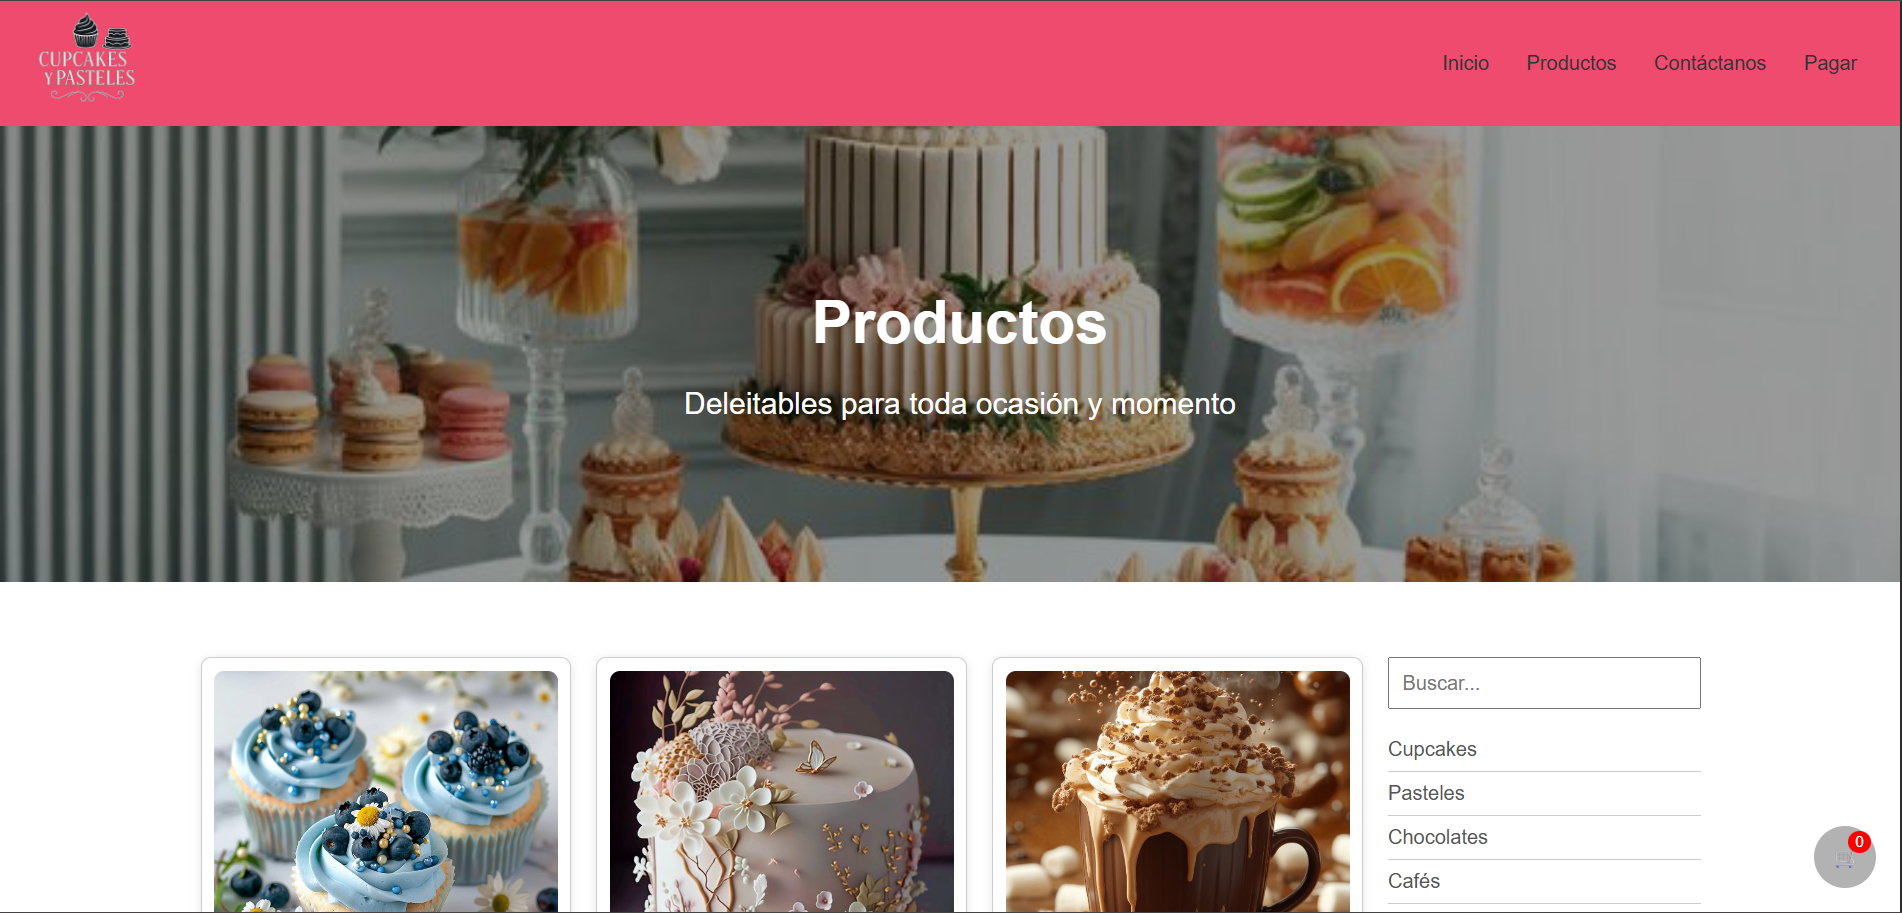 CUPCAKES
Y PASTELES
Inicio
Productos
Contáctanos
Pagar
Productos
Deleitables para toda ocasión y momento
Buscar...
Cupcakes
Pasteles
Chocolates
Cafés
0